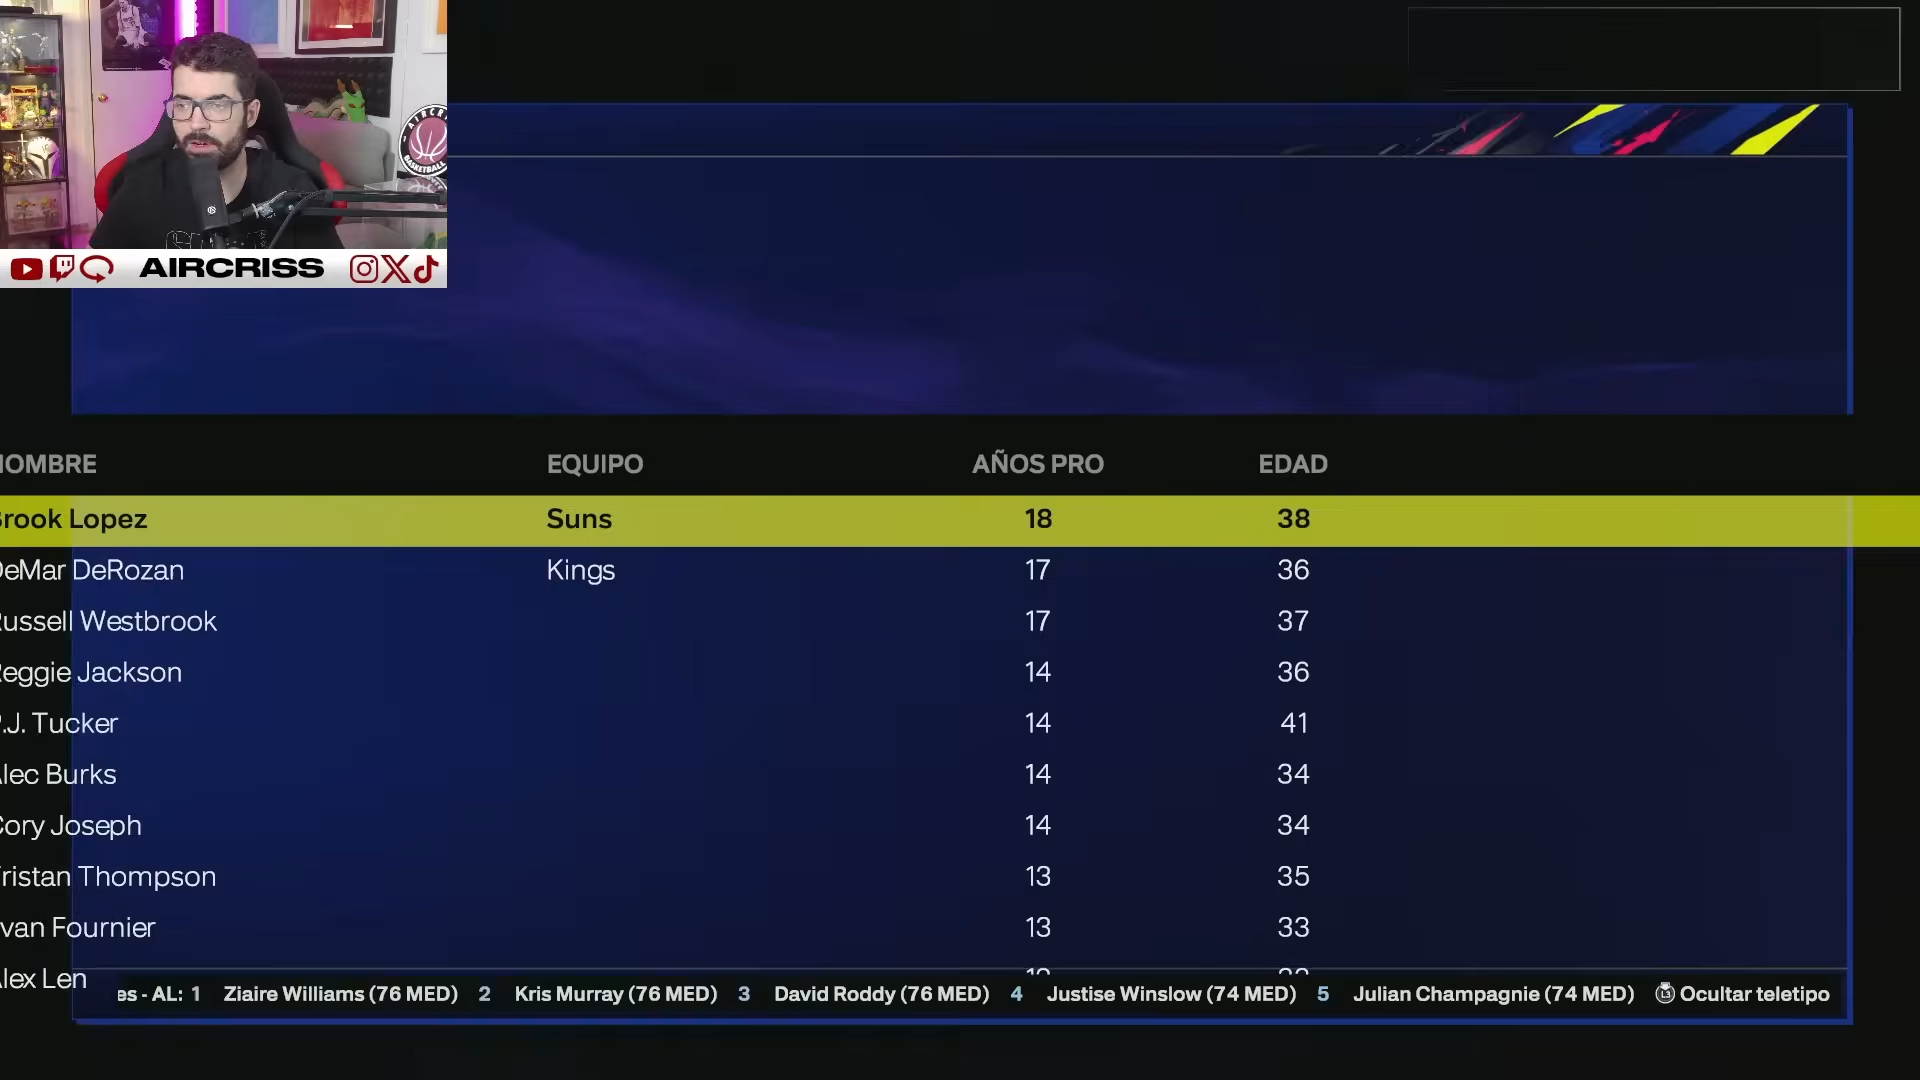 AIRCRISS
OMBRE EQUIPO AÑOS PRO EDAD
rook Lopez Suns 18 38
DeMar DeRozan Kings 17 36
ussell Westbrook 17 37
eggie Jackson 14 36
.J. Tucker 14 41
lec Burks 14 34
Cory Joseph 14 34
ristan Thompson 13 35
van Fournier 13 33
lex Len
es - AL: 1 Ziaire Williams (76 MED) 2 Kris Murray (76 MED) 3 David Roddy (76 MED) 4 Justise Winslow (74 MED) 5 Julian Champagnie (74 MED) L3 Ocultar teletipo